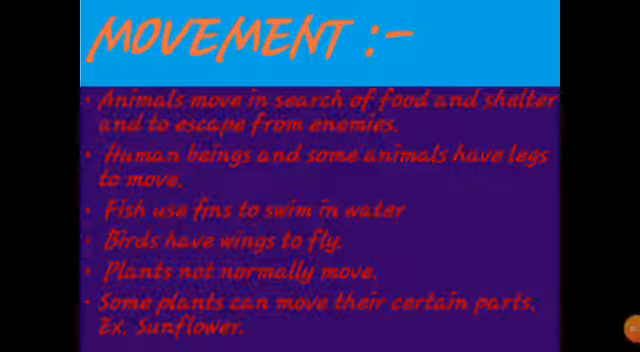 MOVEMENT :-
• Animals move in search of food and shelter
and to escape from enemies.
• Human beings and some animals have legs
to move.
• Fish use fins to swim in water
• Birds have wings to fly.
• Plants not normally move.
• Some plants can move their certain parts.
Ex. Sunflower.